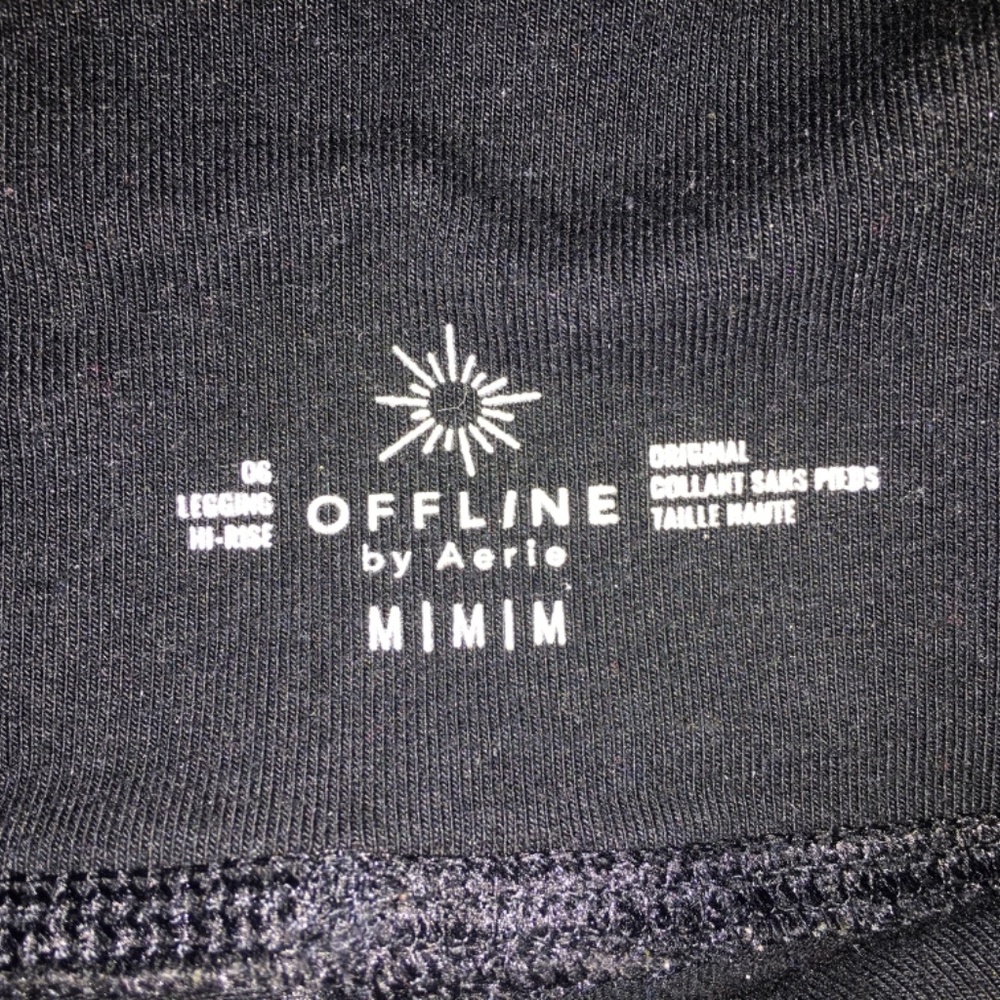 OG
LEGGING
HI-RISE
OFFLINE
by Aerie
M|M|M
ORIGINAL
COLLANT SANS PIEDS
TAILLE HAUTE